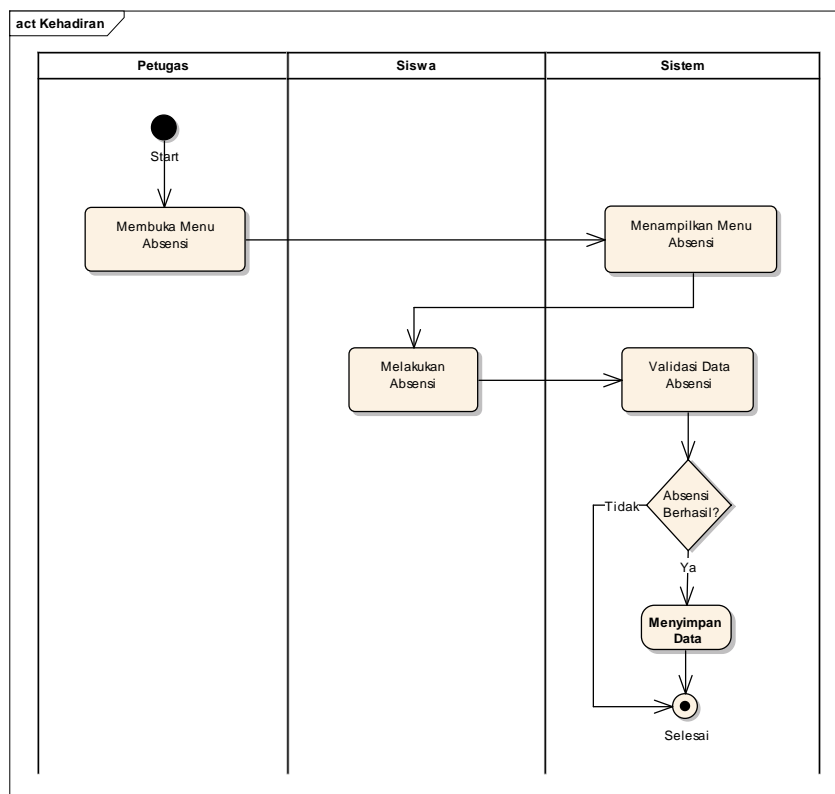 act Kehadiran
Petugas
Siswa
Sistem
Start
Membuka Menu
Absensi
Menampilkan Menu
Absensi
Melakukan
Absensi
Validasi Data
Absensi
Absensi
Berhasil?
Tidak
Ya
Menyimpan
Data
Selesai